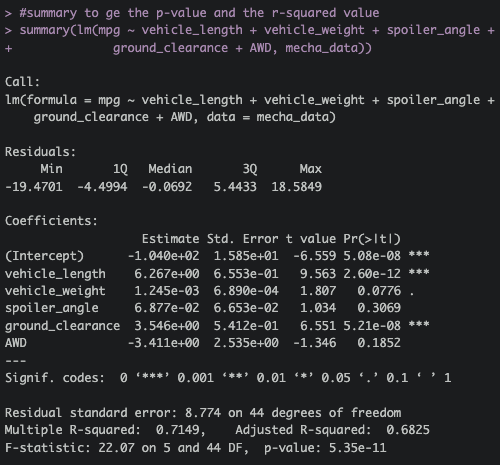 > #summary to ge the p-value and the r-squared value
> summary(lm(mpg ~ vehicle_length + vehicle_weight + spoiler_angle +
+              ground_clearance + AWD, mecha_data))

Call:
lm(formula = mpg ~ vehicle_length + vehicle_weight + spoiler_angle +
    ground_clearance + AWD, data = mecha_data)

Residuals:
     Min       1Q   Median       3Q      Max
-19.4701  -4.4994  -0.0692   5.4433  18.5849

Coefficients:
                   Estimate Std. Error t value Pr(>|t|)
(Intercept)      -1.040e+02  1.585e+01  -6.559 5.08e-08 ***
vehicle_length    6.267e+00  6.553e-01   9.563 2.60e-12 ***
vehicle_weight    1.245e-03  6.890e-04   1.807   0.0776 .
spoiler_angle     6.877e-02  6.653e-02   1.034   0.3069
ground_clearance  3.546e+00  5.412e-01   6.551 5.21e-08 ***
AWD              -3.411e+00  2.535e+00  -1.346   0.1852
---
Signif. codes:  0 ‘***’ 0.001 ‘**’ 0.01 ‘*’ 0.05 ‘.’ 0.1 ‘ ’ 1

Residual standard error: 8.774 on 44 degrees of freedom
Multiple R-squared:  0.7149,    Adjusted R-squared:  0.6825
F-statistic: 22.07 on 5 and 44 DF,  p-value: 5.35e-11